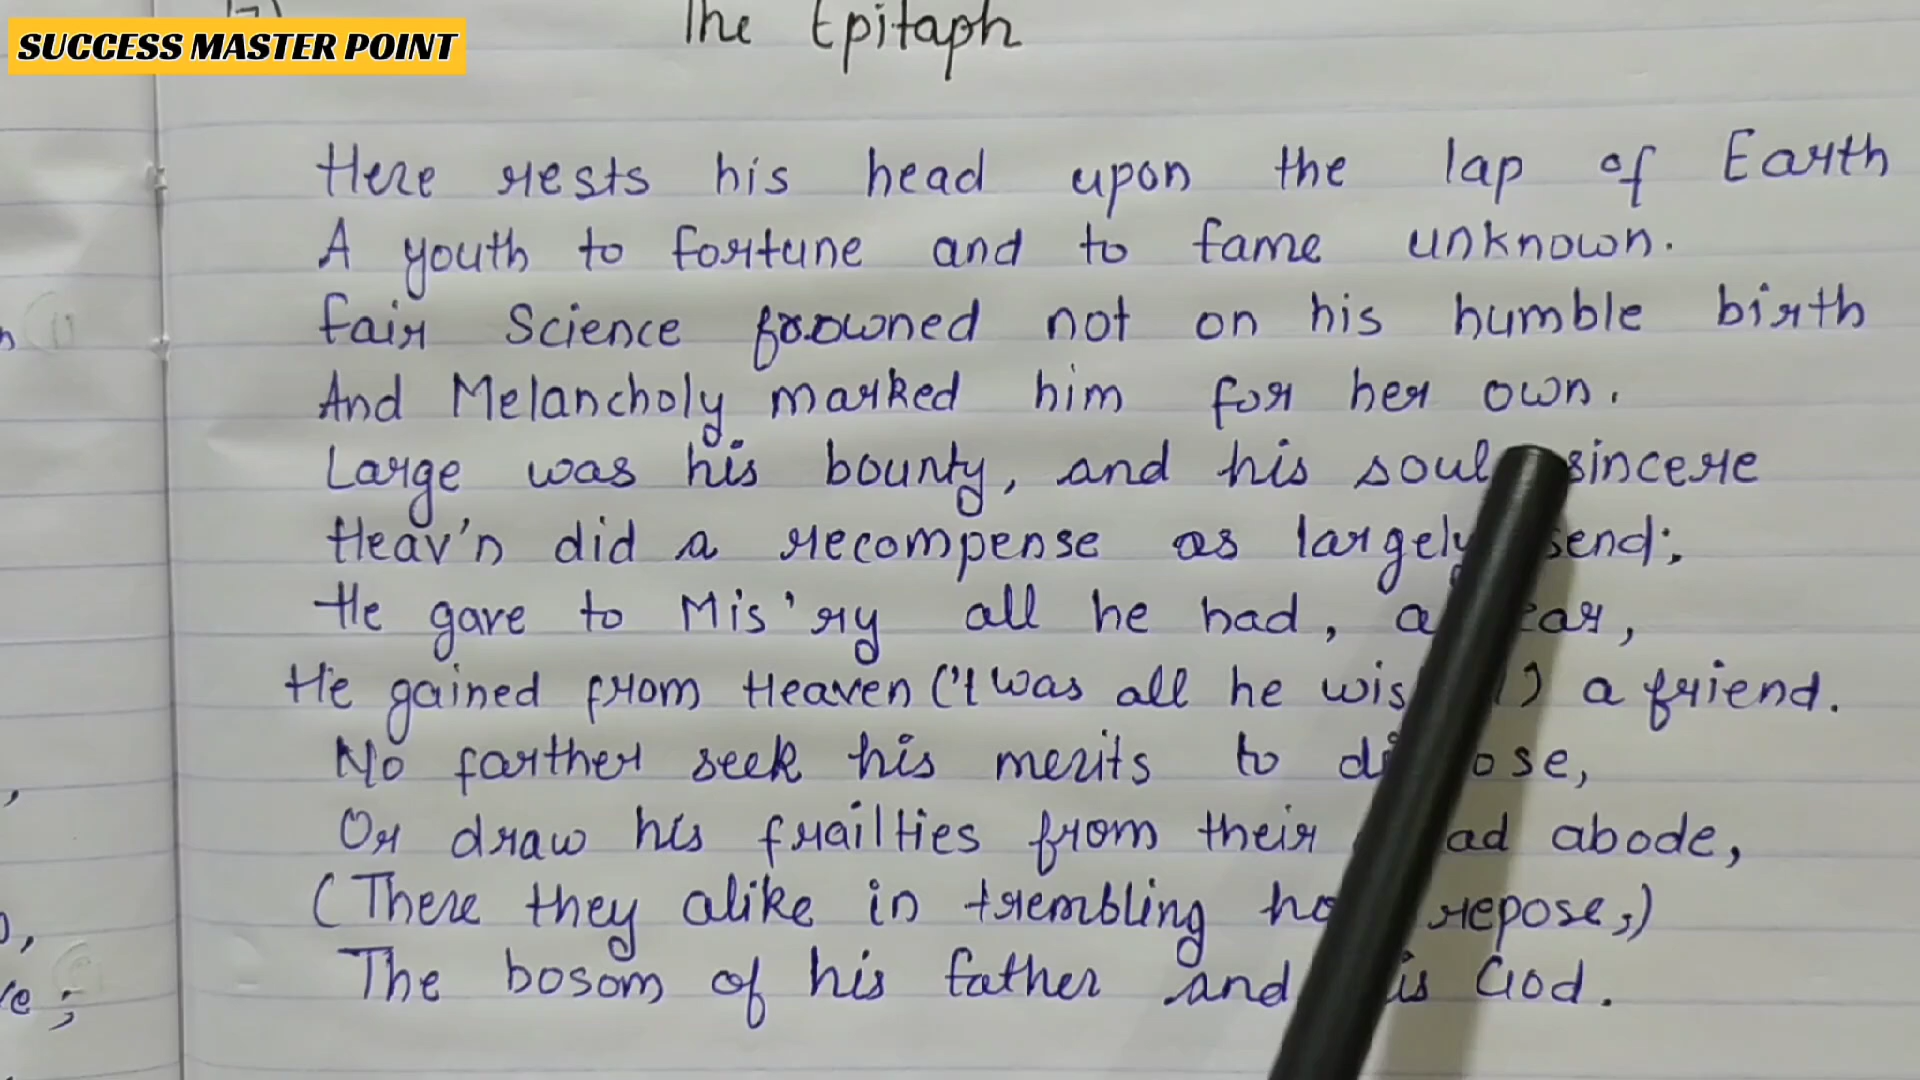 The Epitaph
SUCCESS MASTER POINT
Here rests his head upon the lap of Earth
A youth to fortune and to fame unknown.
Fair Science frowned not on his humble birth
And Melancholy marked him for her own.
Large was his bounty, and his soul sincere
Heav'n did a recompense as largely send;
He gave to Mis'ry all he had, a
He gained from Heaven ('t was all he a friend.
No farther seek his merits to
Or draw his frailties from their abode,
(There they alike in trembling repose,)
The bosom of his father and God.